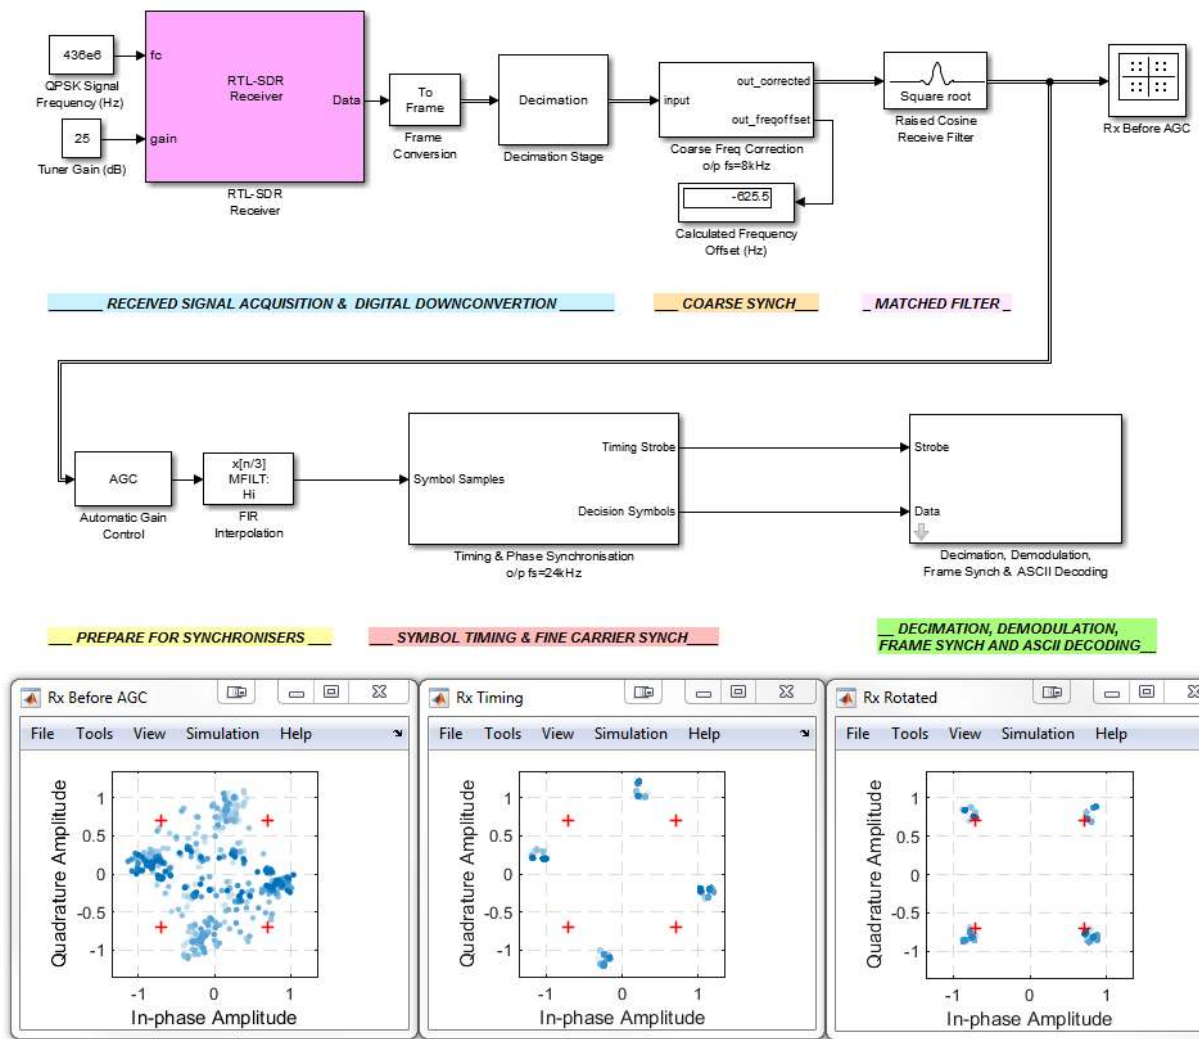 436e6
QPSK Signal
Frequency (Hz)
25
Tuner Gain (dB)
fc
gain
RTL-SDR
Receiver
Data
RTL-SDR
Receiver
To
Frame
Frame
Conversion
Decimation
Decimation Stage
input
out_corrected
out_freqoffset
Coarse Freq Correction
o/p fs=8kHz
-625.5
Calculated Frequency
Offset (Hz)
Square root
Raised Cosine
Receive Filter
Rx Before AGC
RECEIVED SIGNAL ACQUISITION & DIGITAL DOWNCONVERTION
COARSE SYNCH
MATCHED FILTER
AGC
Automatic Gain
Control
x[n/3]
MFILT:
Hi
FIR
Interpolation
Symbol Samples
Timing Strobe
Decision Symbols
Timing & Phase Synchronisation
o/p fs=24kHz
Strobe
Data
Decimation, Demodulation,
Frame Synch & ASCII Decoding
PREPARE FOR SYNCHRONISERS
SYMBOL TIMING & FINE CARRIER SYNCH
DECIMATION, DEMODULATION,
FRAME SYNCH AND ASCII DECODING
Rx Before AGC
File Tools View Simulation Help
Quadrature Amplitude
1
0.5
0
-0.5
-1
-1 0 1
In-phase Amplitude
Rx Timing
File Tools View Simulation Help
Quadrature Amplitude
1
0.5
0
-0.5
-1
-1 0 1
In-phase Amplitude
Rx Rotated
File Tools View Simulation Help
Quadrature Amplitude
1
0.5
0
-0.5
-1
-1 0 1
In-phase Amplitude